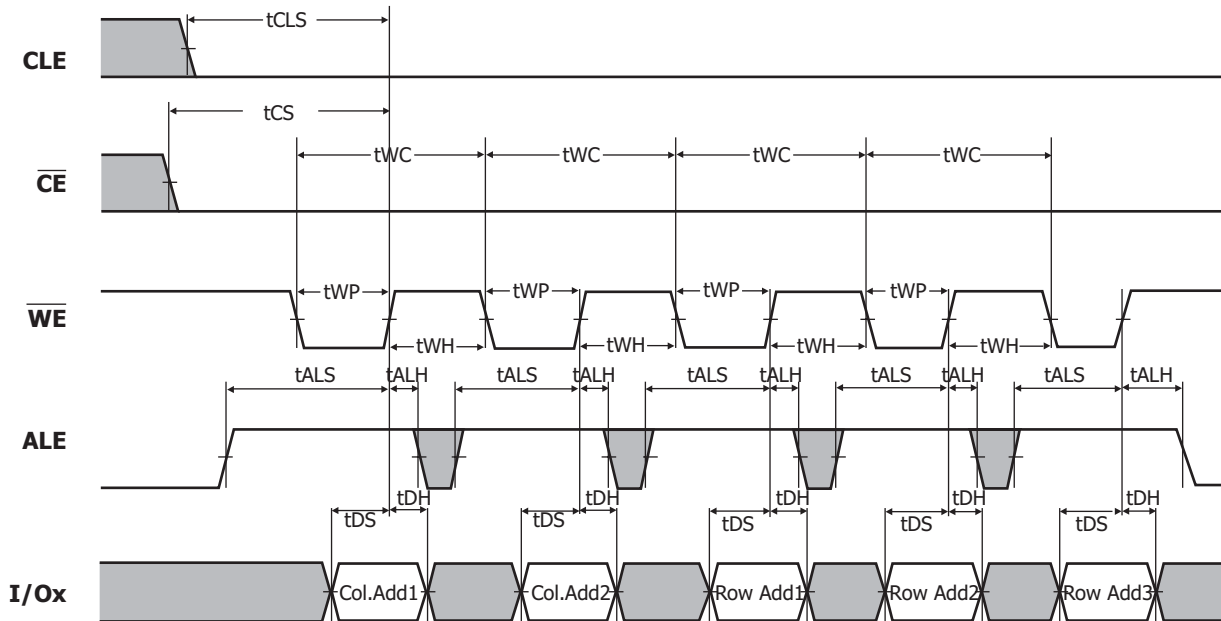 tCLS
CLE
tCS
tWC tWC tWC tWC
CE
tWP tWP tWP tWP
WE
tWH tWH tWH tWH
tALS tALH tALS tALH tALS tALH tALS tALH tALS tALH
ALE
tDS tDH tDS tDH tDS tDH tDS tDH tDS tDH
I/Ox Col.Add1 Col.Add2 Row Add1 Row Add2 Row Add3